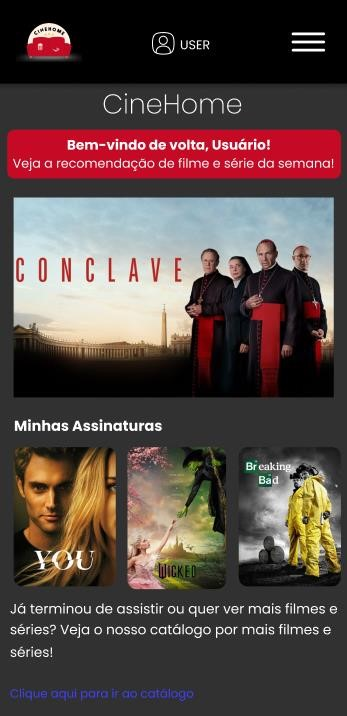 CINEHOME
USER
CineHome
Bem-vindo de volta, Usuário!
Veja a recomendação de filme e série da semana!
CONCLAVE
Minhas Assinaturas
YOU
WICKED
Breaking
Bad
Já terminou de assistir ou quer ver mais filmes e
séries? Veja o nosso catálogo por mais filmes e
séries!
Clique aqui para ir ao catálogo